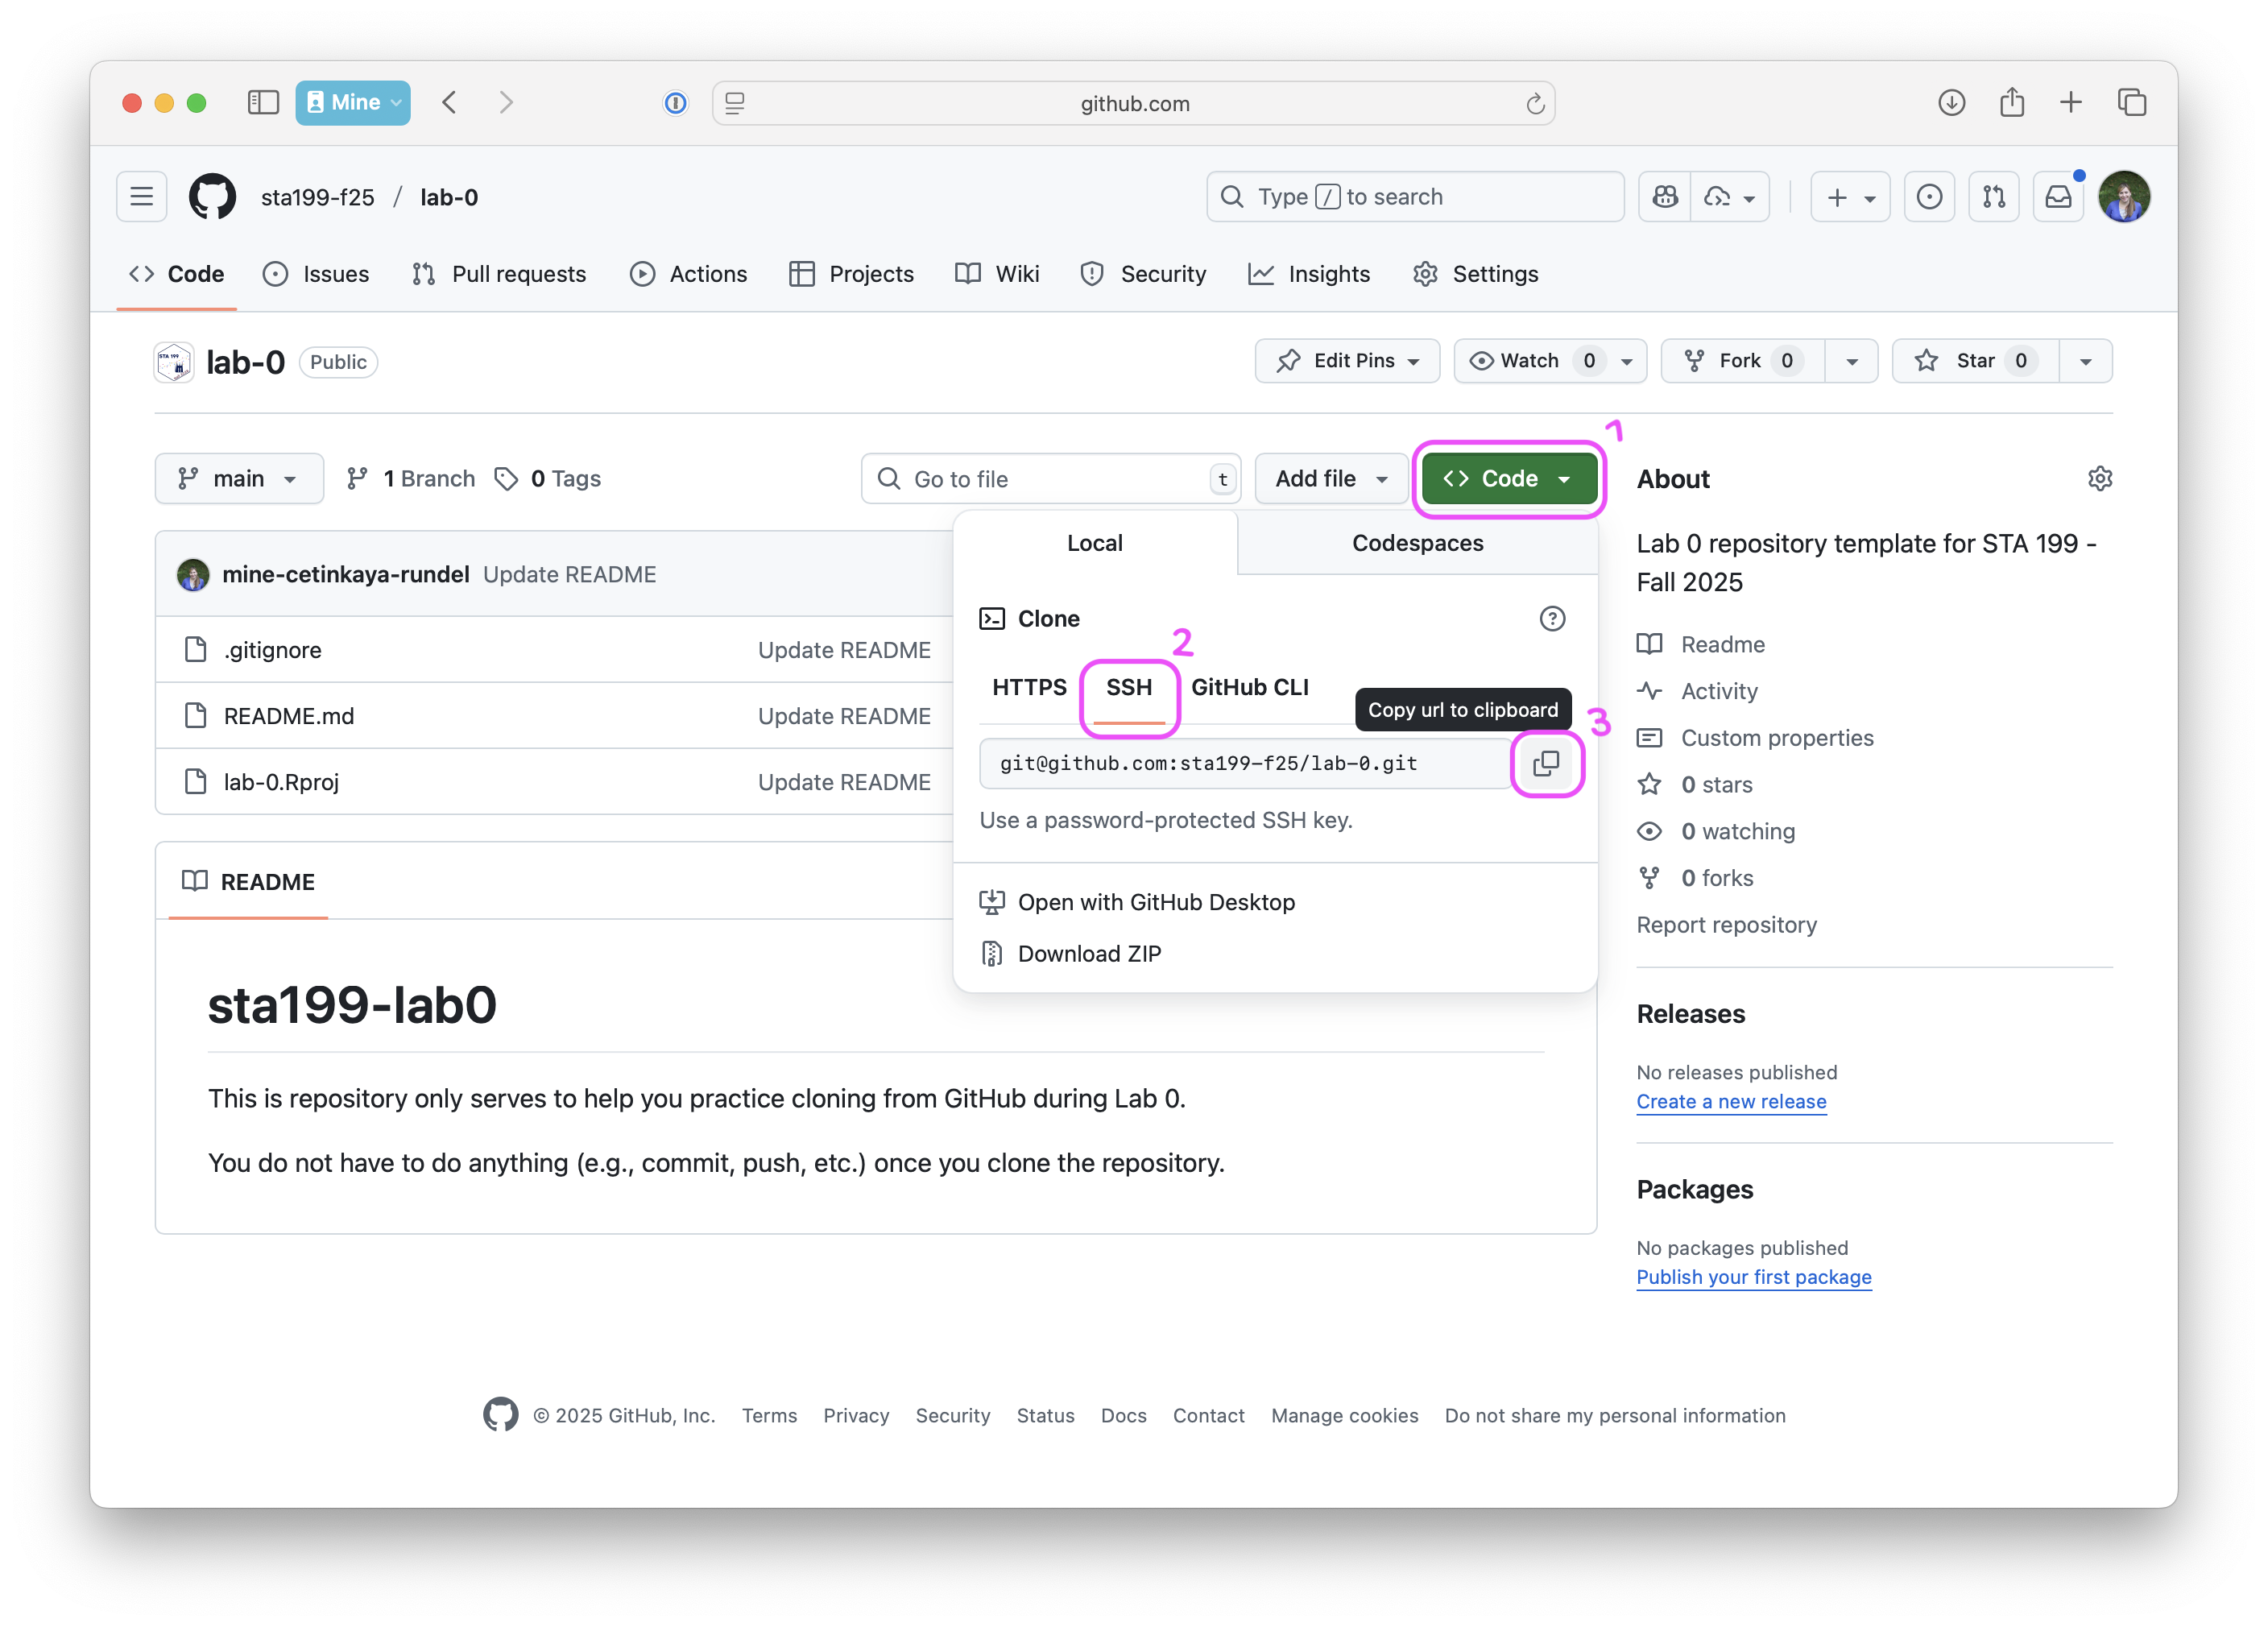 Mine
github.com
sta199-f25 / lab-0
Type / to search
Code Issues Pull requests Actions Projects Wiki Security Insights Settings
lab-0 Public
Edit Pins Watch 0 Fork 0 Star 0
1
main 1 Branch 0 Tags
Go to file t Add file Code
mine-cetinkaya-rundel Update README
.gitignore Update README
README.md Update README
lab-0.Rproj Update README
Local Codespaces
Clone
2
HTTPS SSH GitHub CLI
Copy url to clipboard
3
git@github.com:sta199-f25/lab-0.git
Use a password-protected SSH key.
Open with GitHub Desktop
Download ZIP
README
sta199-lab0
This is repository only serves to help you practice cloning from GitHub during Lab 0.
You do not have to do anything (e.g., commit, push, etc.) once you clone the repository.
About
Lab 0 repository template for STA 199 -
Fall 2025
Readme
Activity
Custom properties
0 stars
0 watching
0 forks
Report repository
Releases
No releases published
Create a new release
Packages
No packages published
Publish your first package
© 2025 GitHub, Inc. Terms Privacy Security Status Docs Contact Manage cookies Do not share my personal information